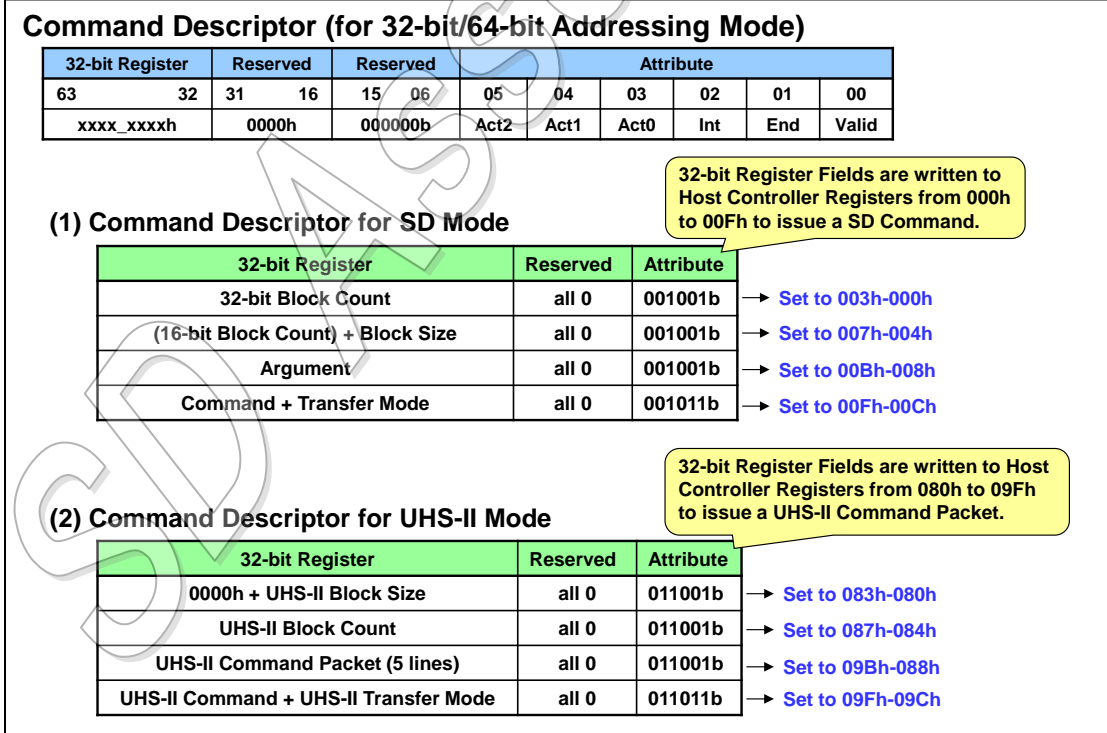 Command Descriptor (for 32-bit/64-bit Addressing Mode)
32-bit Register Reserved Reserved Attribute
63 32 31 16 15 06 05 04 03 02 01 00
xxxx_xxxxh 0000h 000000b Act2 Act1 Act0 Int End Valid
32-bit Register Fields are written to
Host Controller Registers from 000h
to 00Fh to issue a SD Command.
(1) Command Descriptor for SD Mode
32-bit Register Reserved Attribute
32-bit Block Count all 0 001001b Set to 003h-000h
(16-bit Block Count) + Block Size all 0 001001b Set to 007h-004h
Argument all 0 001001b Set to 00Bh-008h
Command + Transfer Mode all 0 001011b Set to 00Fh-00Ch
32-bit Register Fields are written to Host
Controller Registers from 080h to 09Fh
to issue a UHS-II Command Packet.
(2) Command Descriptor for UHS-II Mode
32-bit Register Reserved Attribute
0000h + UHS-II Block Size all 0 011001b Set to 083h-080h
UHS-II Block Count all 0 011001b Set to 087h-084h
UHS-II Command Packet (5 lines) all 0 011001b Set to 09Bh-088h
UHS-II Command + UHS-II Transfer Mode all 0 011011b Set to 09Fh-09Ch
SD Asso